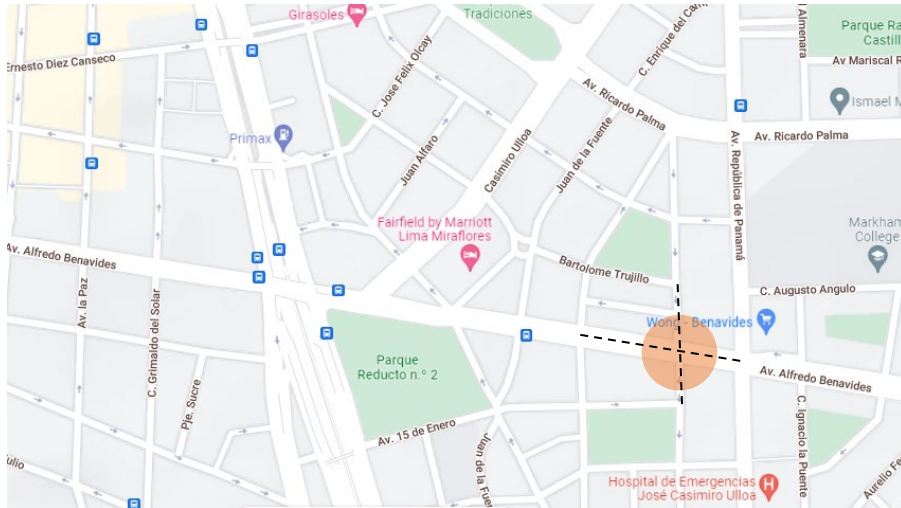 Girasoles
Tradiciones
C. Enrique del Camp
l Almenara
Parque Ra
Castill
Ernesto Diez Canseco
C. Jose Felix Olcay
Av Mariscal R
Av. Ricardo Palma
Ismael M
Primax
Av. Ricardo Palma
Juan Alfaro
Casimiro Ulloa
Juan de la Fuente
Av. República de Panamá
Fairfield by Marriott
Lima Miraflores
Markham
College
Av. Alfredo Benavides
Bartolome Trujillo
Av. la Paz
C. Grimaldo del Solar
C. Augusto Angulo
Wong - Benavides
Parque
Reducto n.° 2
Av. Alfredo Benavides
Pje. Sucre
C. Ignacio la Puente
Av. 15 de Enero
Juan de la Fuen
ulio
Hospital de Emergencias
José Casimiro Ulloa
H
Aurelio Fe